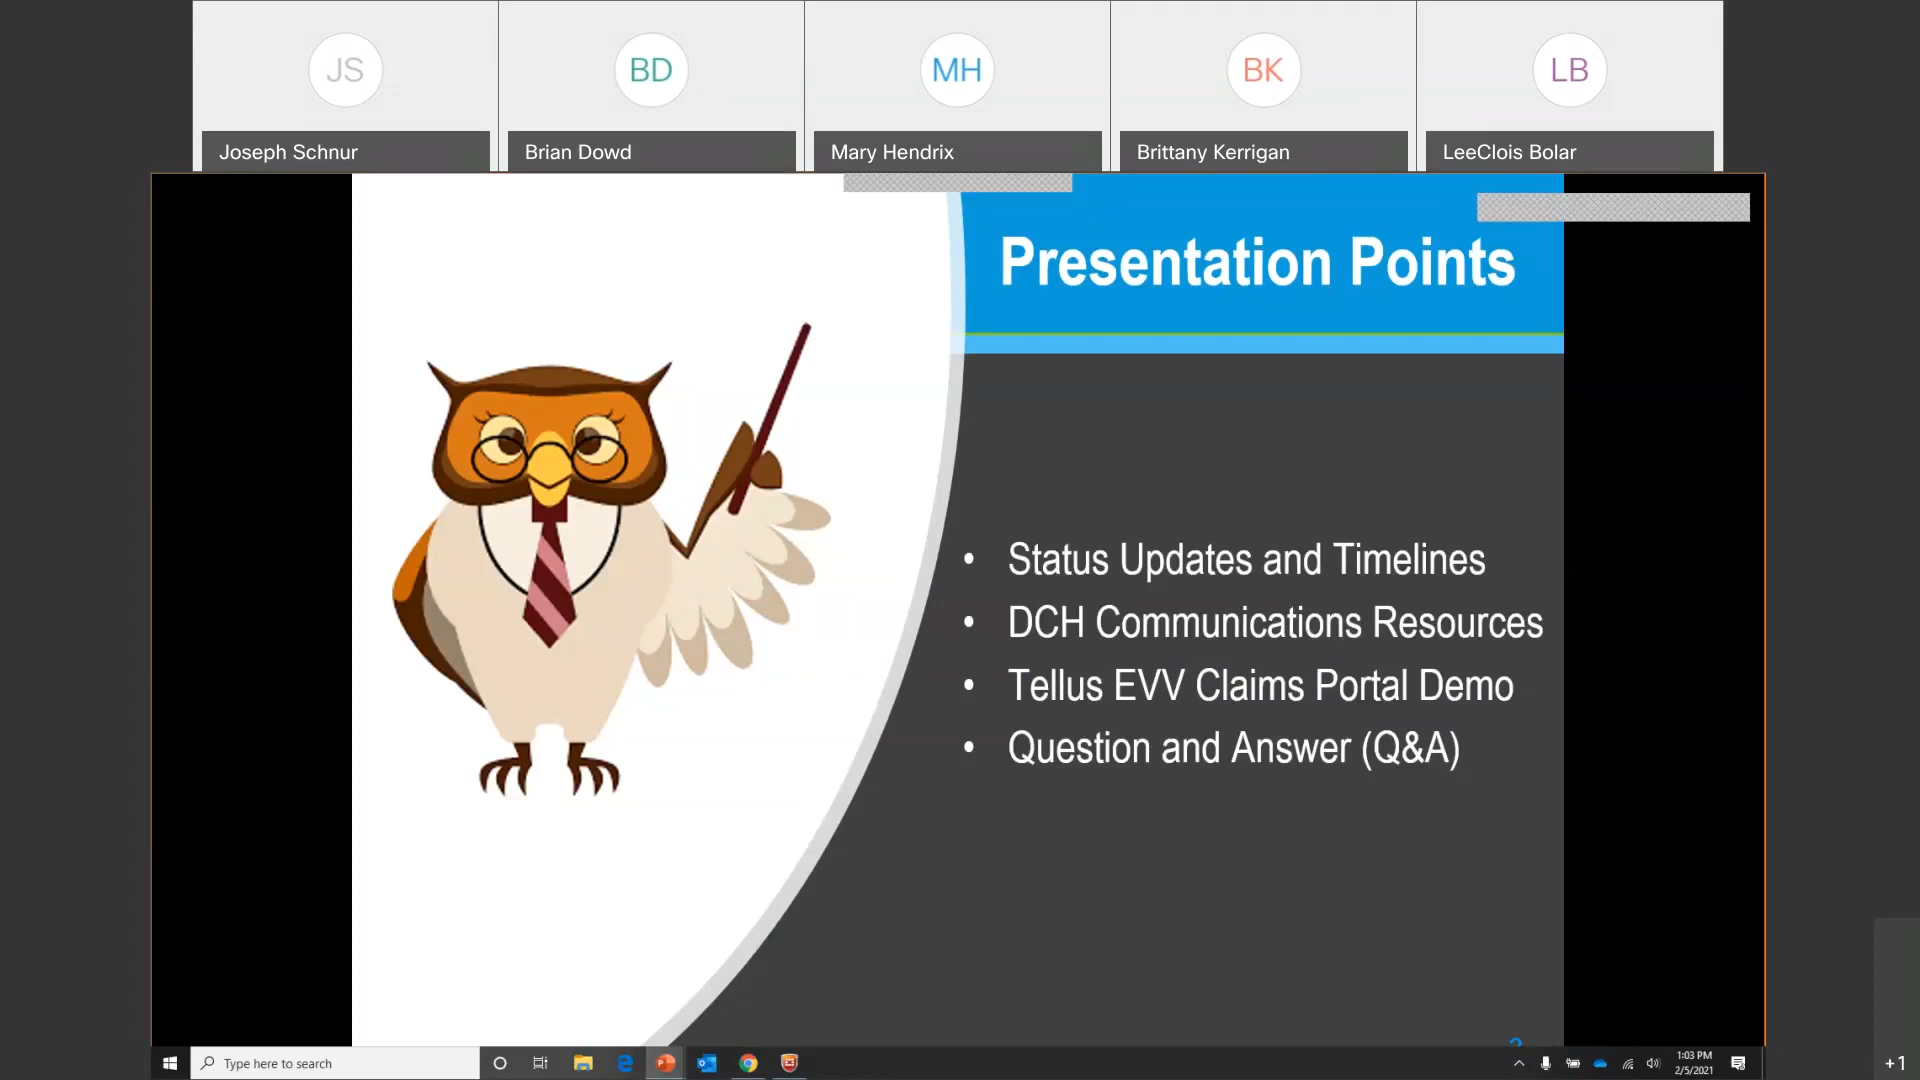 JS
BD
MH
BK
LB
Joseph Schnur
Brian Dowd
Mary Hendrix
Brittany Kerrigan
LeeClois Bolar
Presentation Points
• Status Updates and Timelines
• DCH Communications Resources
• Tellus EVV Claims Portal Demo
• Question and Answer (Q&A)
Type here to search
1:03 PM
2/5/2021
+1